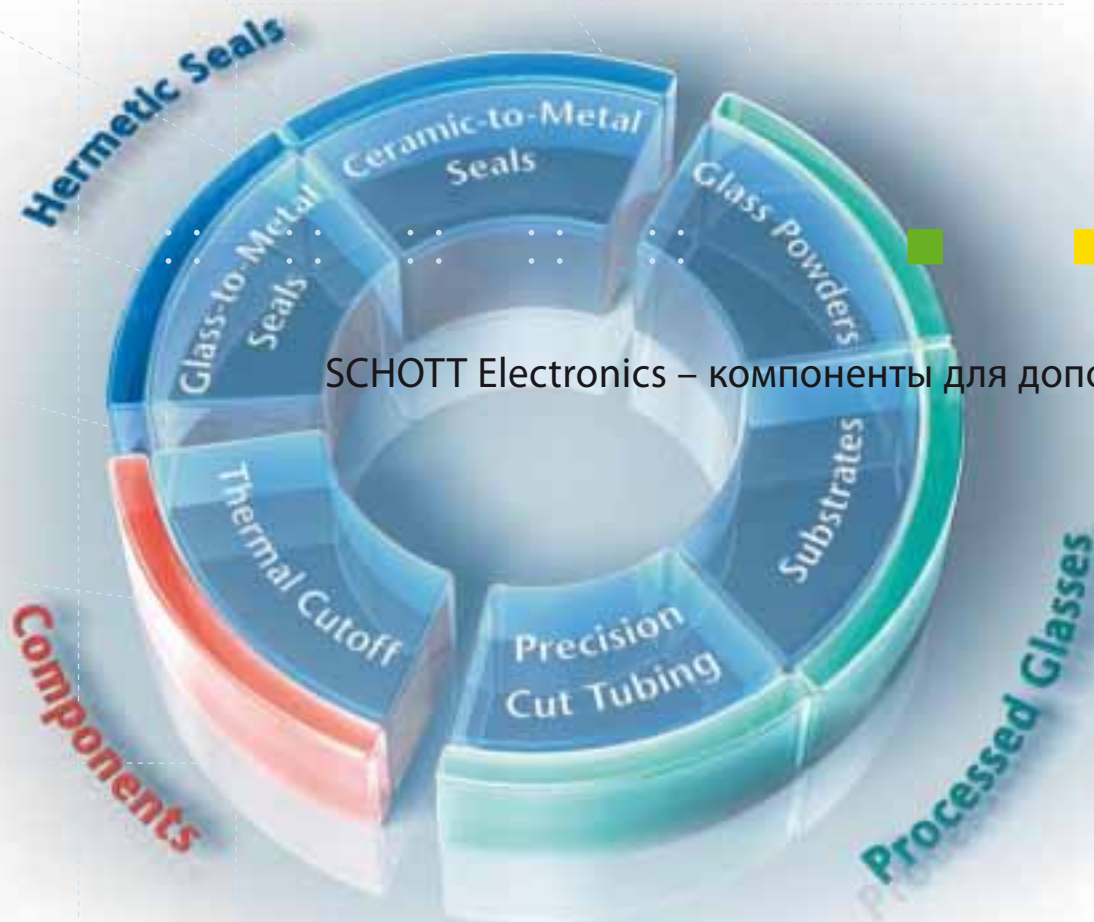 Hermetic Seals
Ceramic-to-Metal
Seals
Glass-to-Metal
Seals
Glass Powders
SCHOTT Electronics – компоненты для
Substrates
Thermal Cutoff
Precision
Cut Tubing
Components
Processed Glasses